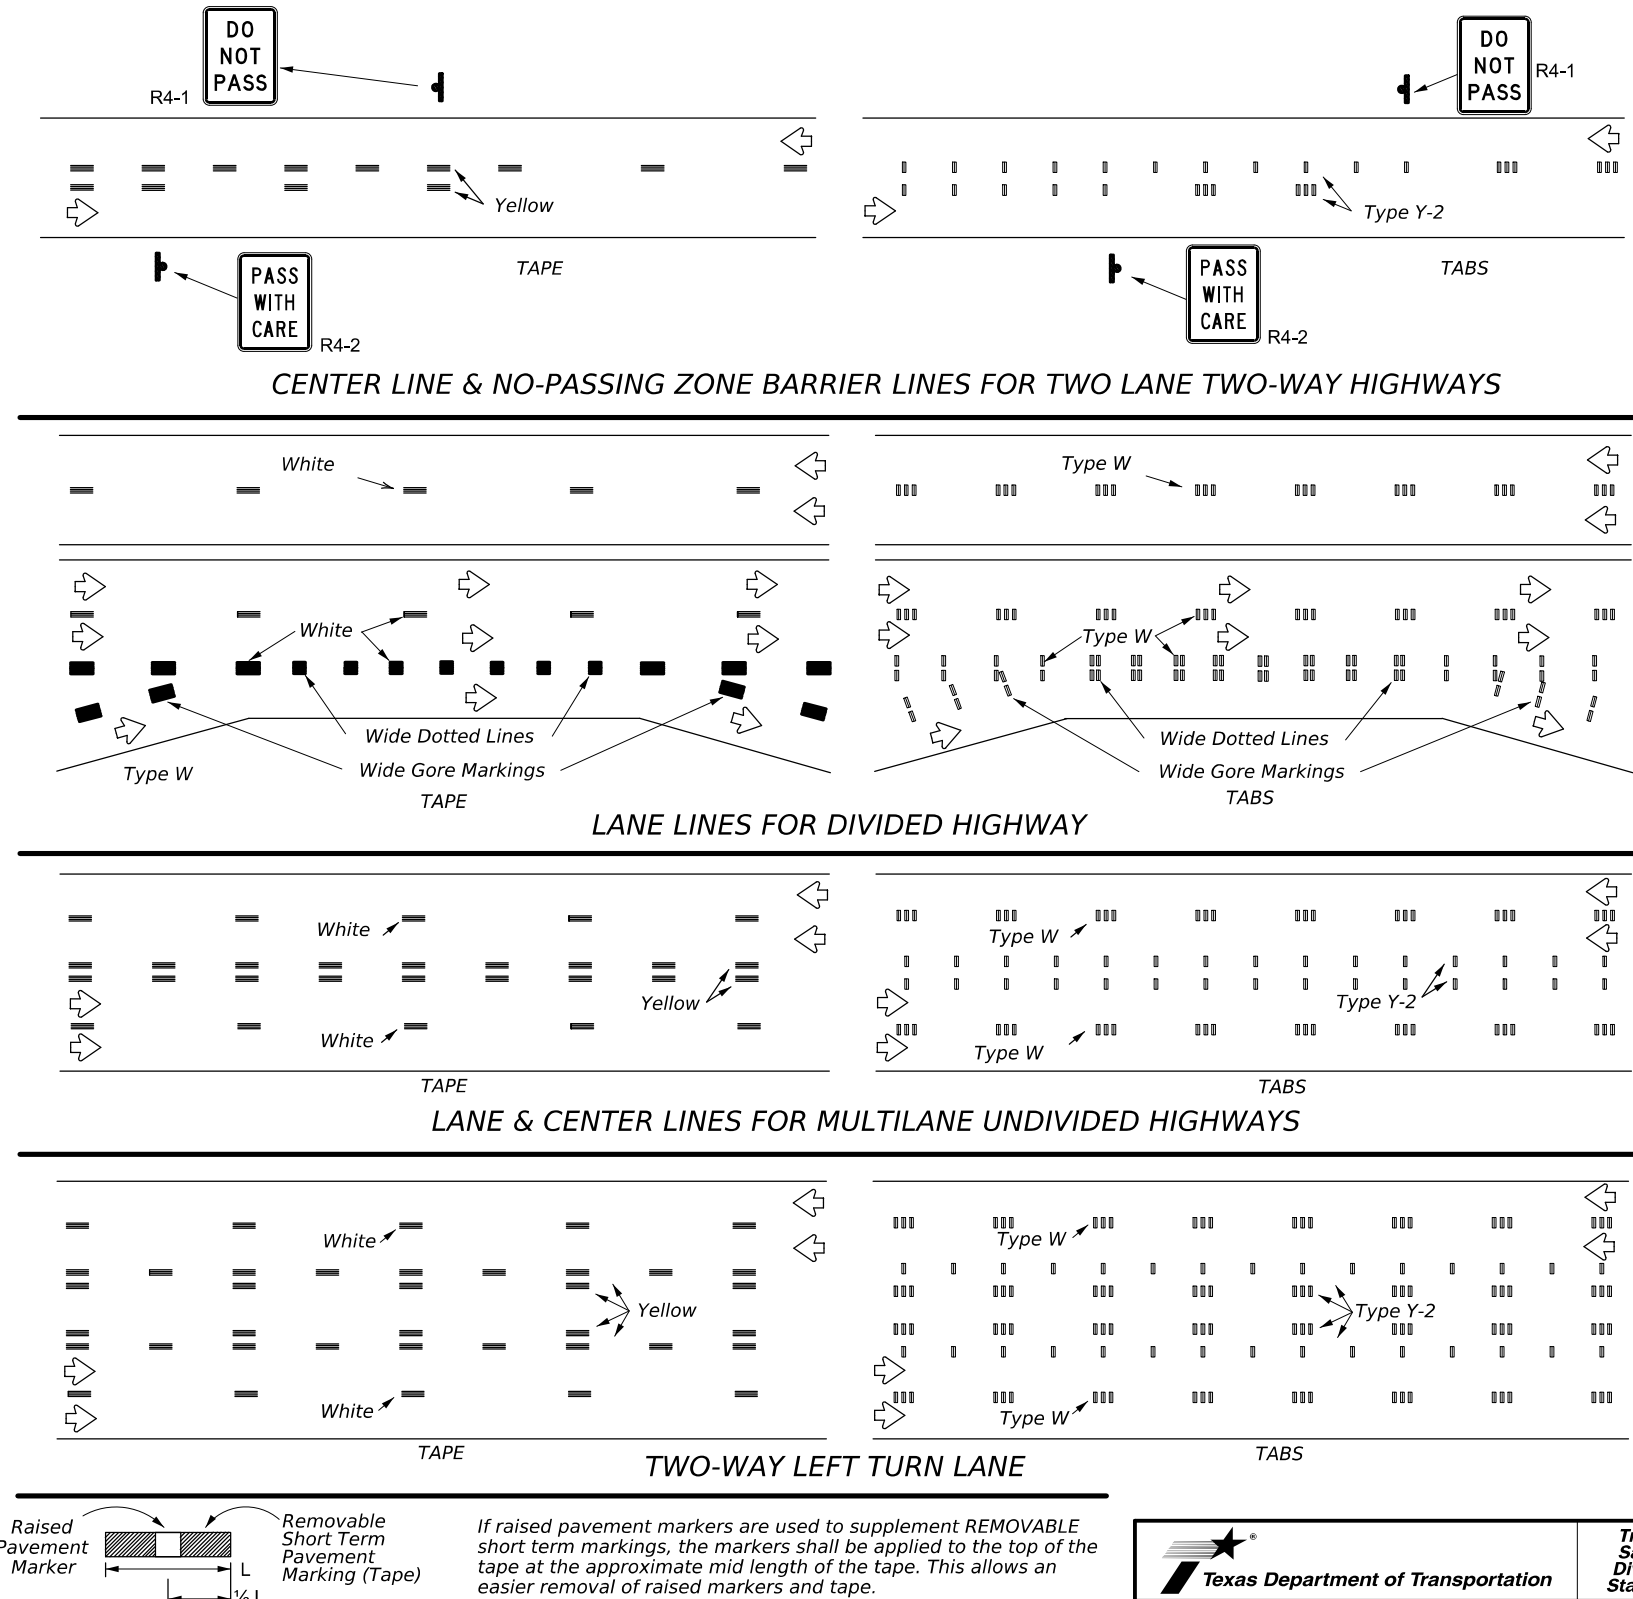 DO
NOT
PASS
R4-1
DO
NOT
PASS
R4-1
Yellow
Type Y-2
TAPE
TABS
PASS
WITH
CARE
R4-2
PASS
WITH
CARE
R4-2
CENTER LINE & NO-PASSING ZONE BARRIER LINES FOR TWO LANE TWO-WAY HIGHWAYS
White
Type W
White
Type W
Wide Dotted Lines
Wide Dotted Lines
Type W
Wide Gore Markings
Wide Gore Markings
TAPE
TABS
LANE LINES FOR DIVIDED HIGHWAY
White
Type W
Yellow
Type Y-2
White
Type W
TAPE
TABS
LANE & CENTER LINES FOR MULTILANE UNDIVIDED HIGHWAYS
White
Type W
Yellow
Type Y-2
White
Type W
TAPE
TABS
TWO-WAY LEFT TURN LANE
Raised
Pavement
Marker
Removable
Short Term
Pavement
Marking (Tape)
L
½ L
If raised pavement markers are used to supplement REMOVABLE
short term markings, the markers shall be applied to the top of the
tape at the approximate mid length of the tape. This allows an
easier removal of raised markers and tape.
®
Texas Department of Transportation